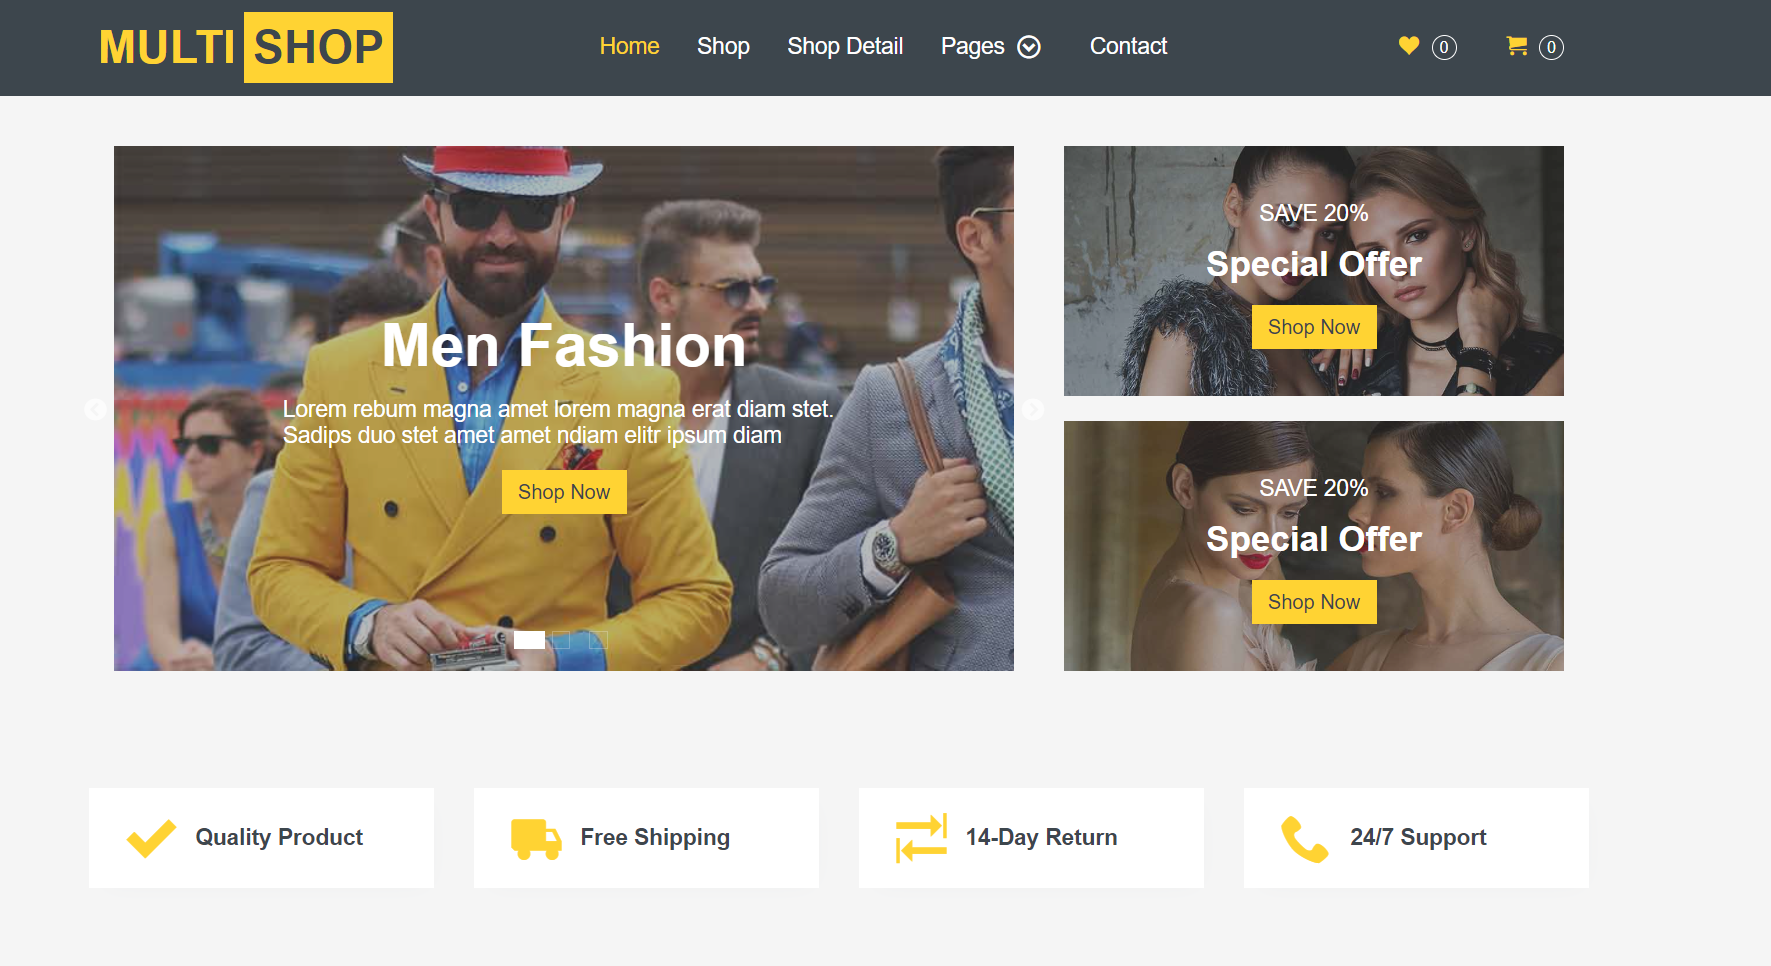 MULTI SHOP
Home
Shop
Shop Detail
Pages
Contact
0
0
Men Fashion
Lorem rebum magna amet lorem magna erat diam stet.
Sadips duo stet amet amet ndiam elitr ipsum diam
Shop Now
SAVE 20%
Special Offer
Shop Now
SAVE 20%
Special Offer
Shop Now
Quality Product
Free Shipping
14-Day Return
24/7 Support